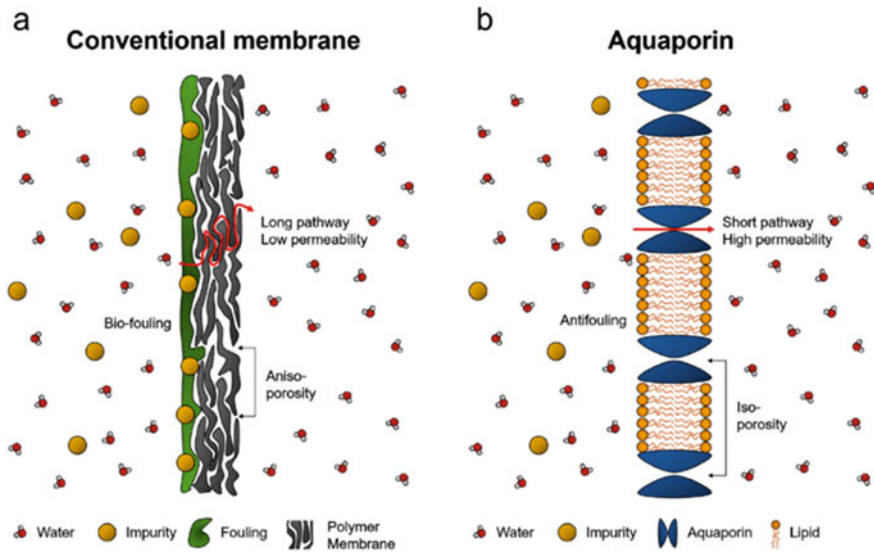 a
Conventional membrane
Long pathway
Low permeability
Bio-fouling
Aniso-
porosity
Water
Impurity
Fouling
Polymer
Membrane
b
Aquaporin
Short pathway
High permeability
Antifouling
Iso-
porosity
Water
Impurity
Aquaporin
Lipid